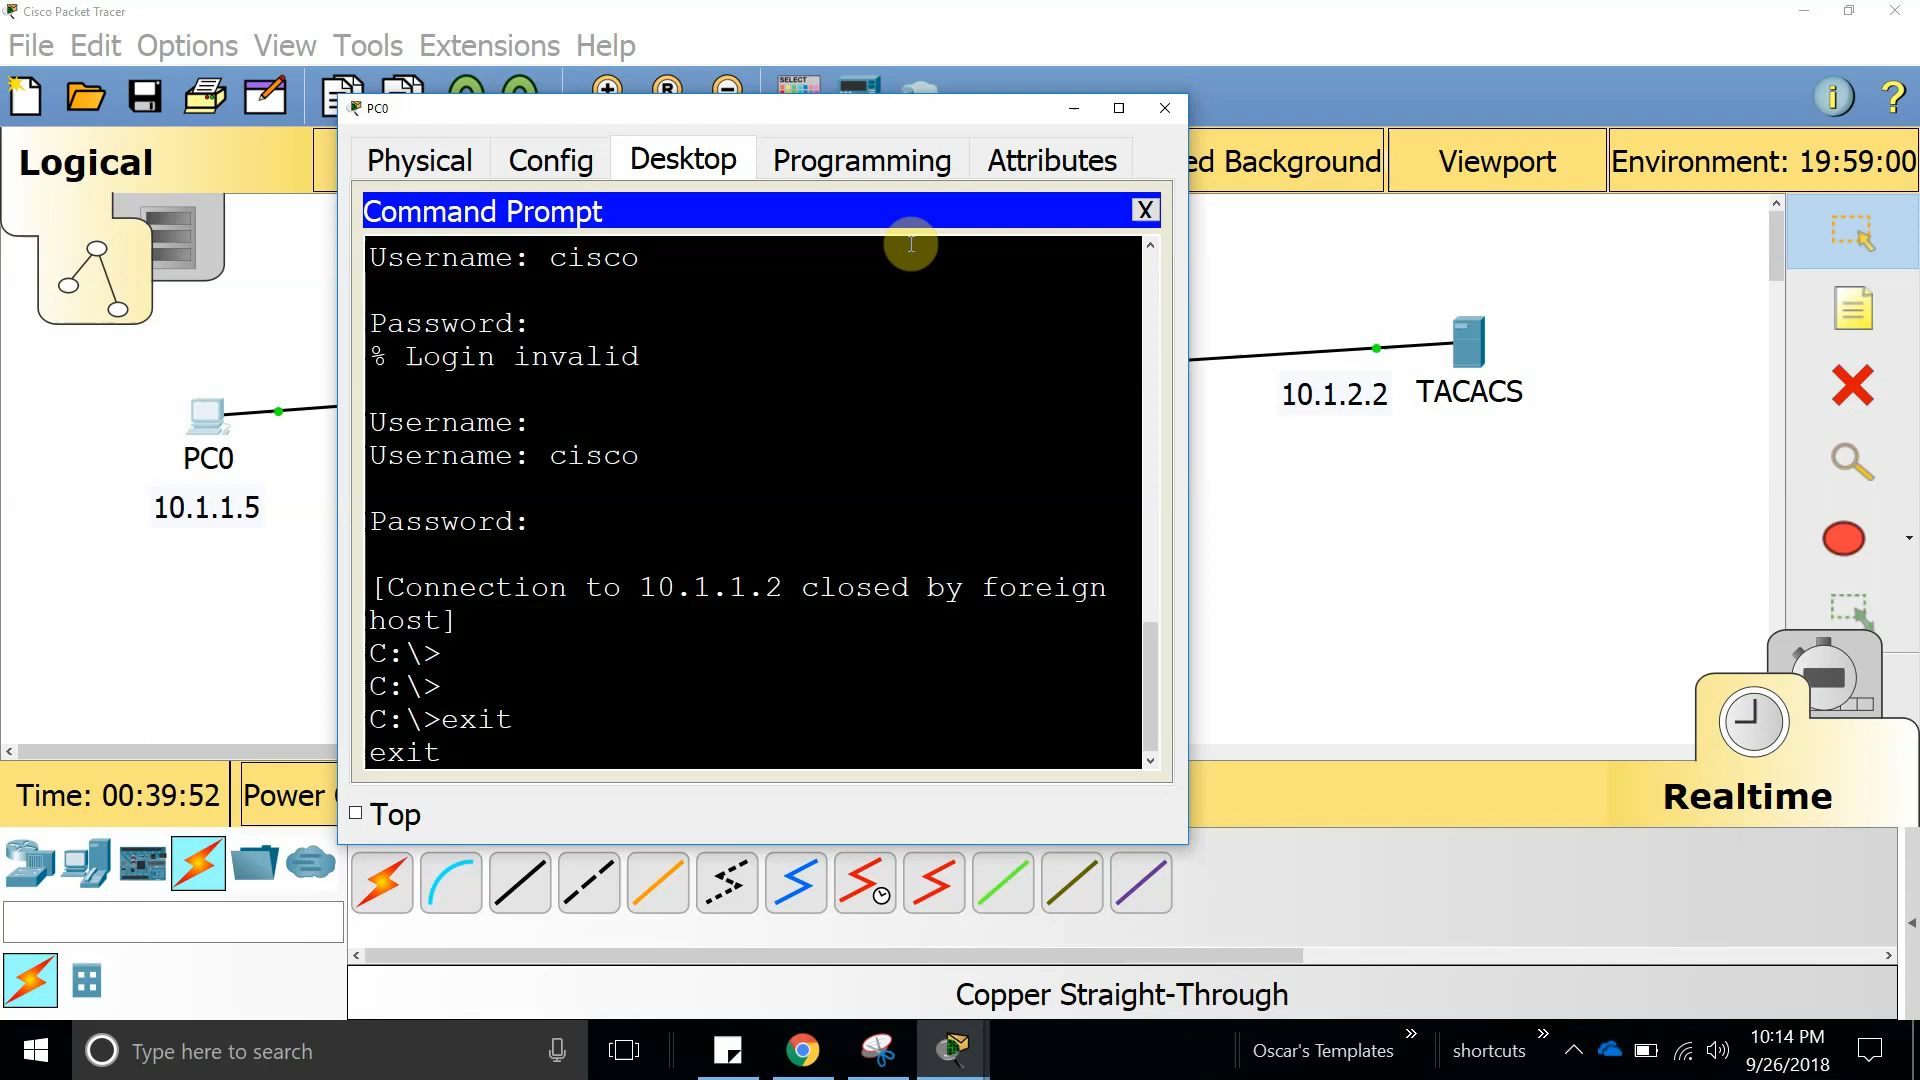 Cisco Packet Tracer
File Edit Options View Tools Extensions Help
SELECT
R
i
?
PC0
Logical
ed Background
Viewport
Environment: 19:59:00
Physical
Config
Desktop
Programming
Attributes
Command Prompt
X
Username: cisco
Password:
% Login invalid
Username:
Username: cisco
Password:
[Connection to 10.1.1.2 closed by foreign
host]
C:\>
C:\>
C:\>exit
exit
PC0
10.1.1.5
10.1.2.2
TACACS
Top
Time: 00:39:52
Power
Realtime
Copper Straight-Through
Type here to search
Oscar's Templates
shortcuts
10:14 PM
9/26/2018